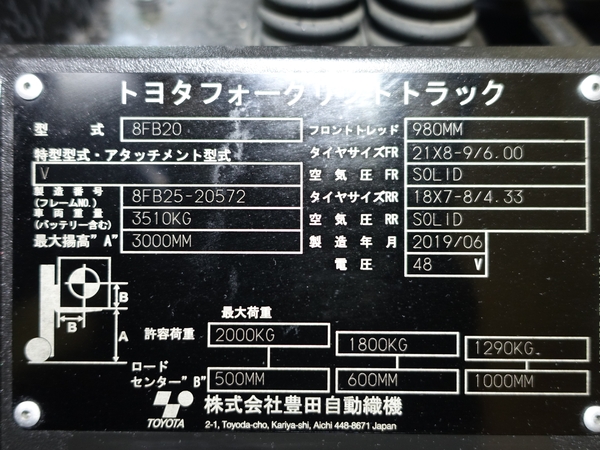 トヨタフォークリフトトラック
型式 8FB20 フロントトレッド 980MM
特型型式・アタッチメント型式 タイヤサイズFR 21X8-9/6.00
V 空気圧 FR SOLID
製造番号(フレームNO.) 8FB25-20572 タイヤサイズRR 18X7-8/4.33
車両重量(バッテリー含む) 3510KG 空気圧 RR SOLID
最大揚高"A" 3000MM 製造年月 2019/06
電圧 48 V
B
B
A
最大荷重
許容荷重 2000KG 1800KG 1290KG
ロードセンター"B" 500MM 600MM 1000MM
TOYOTA 株式会社豊田自動織機
2-1, Toyoda-cho, Kariya-shi, Aichi 448-8671 Japan